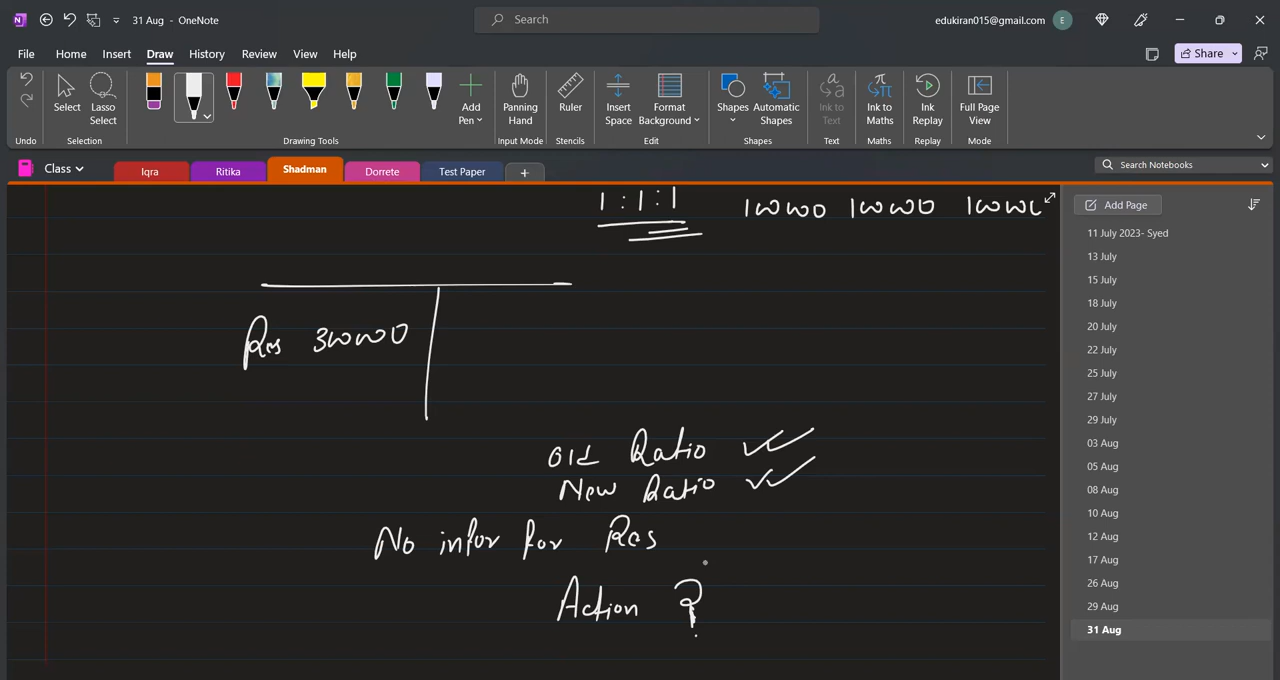 31 Aug - OneNote
Search
edukiran015@gmail.com
E
File Home Insert Draw History Review View Help
Share
Select
Lasso Select
Add Pen
Panning Hand
Ruler
Insert Space
Format Background
Shapes
Automatic Shapes
Ink to Text
Ink to Maths
Ink Replay
Full Page View
Undo
Selection
Drawing Tools
Input Mode
Stencils
Edit
Shapes
Text
Maths
Replay
Mode
Class
Iqra
Ritika
Shadman
Dorrete
Test Paper
Search Notebooks
Add Page
11 July 2023- Syed
13 July
15 July
18 July
20 July
22 July
25 July
27 July
29 July
03 Aug
05 Aug
08 Aug
10 Aug
12 Aug
17 Aug
26 Aug
29 Aug
31 Aug
1 : 1 : 1 10000 10000 10000
Res 30000
Old Ratio
New Ratio
No infor for Res
Action ?